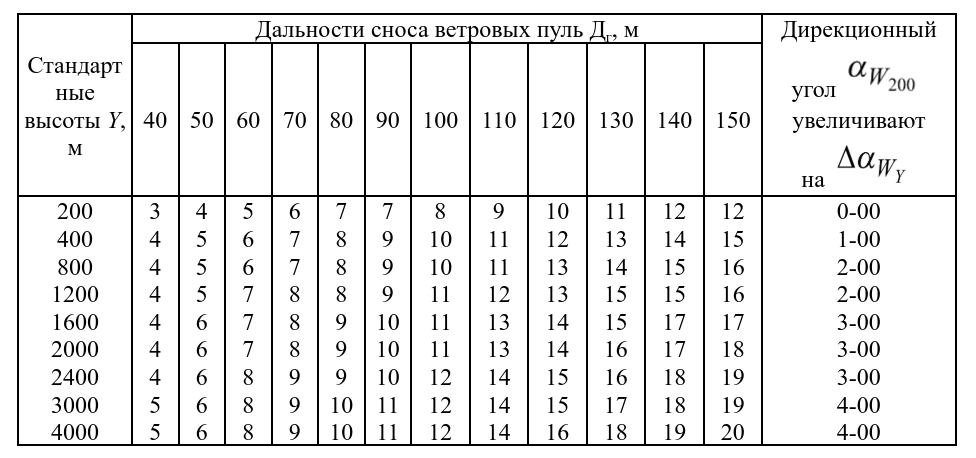 Дальности сноса ветровых пуль Дг, м
Стандарт
ные
высоты Y,
м
40 50 60 70 80 90 100 110 120 130 140 150
Дирекционный
угол αW200
увеличивают
на ΔαWY
200 3 4 5 6 7 7 8 9 10 11 12 12 0-00
400 4 5 6 7 8 9 10 11 12 13 14 15 1-00
800 4 5 6 7 8 9 10 11 13 14 15 16 2-00
1200 4 5 7 8 8 9 11 12 13 15 15 16 2-00
1600 4 6 7 8 9 10 11 13 14 15 17 17 3-00
2000 4 6 7 8 9 10 11 13 14 16 17 18 3-00
2400 4 6 8 9 9 10 12 14 15 16 18 19 3-00
3000 5 6 8 9 10 11 12 14 15 17 18 19 4-00
4000 5 6 8 9 10 11 12 14 16 18 19 20 4-00